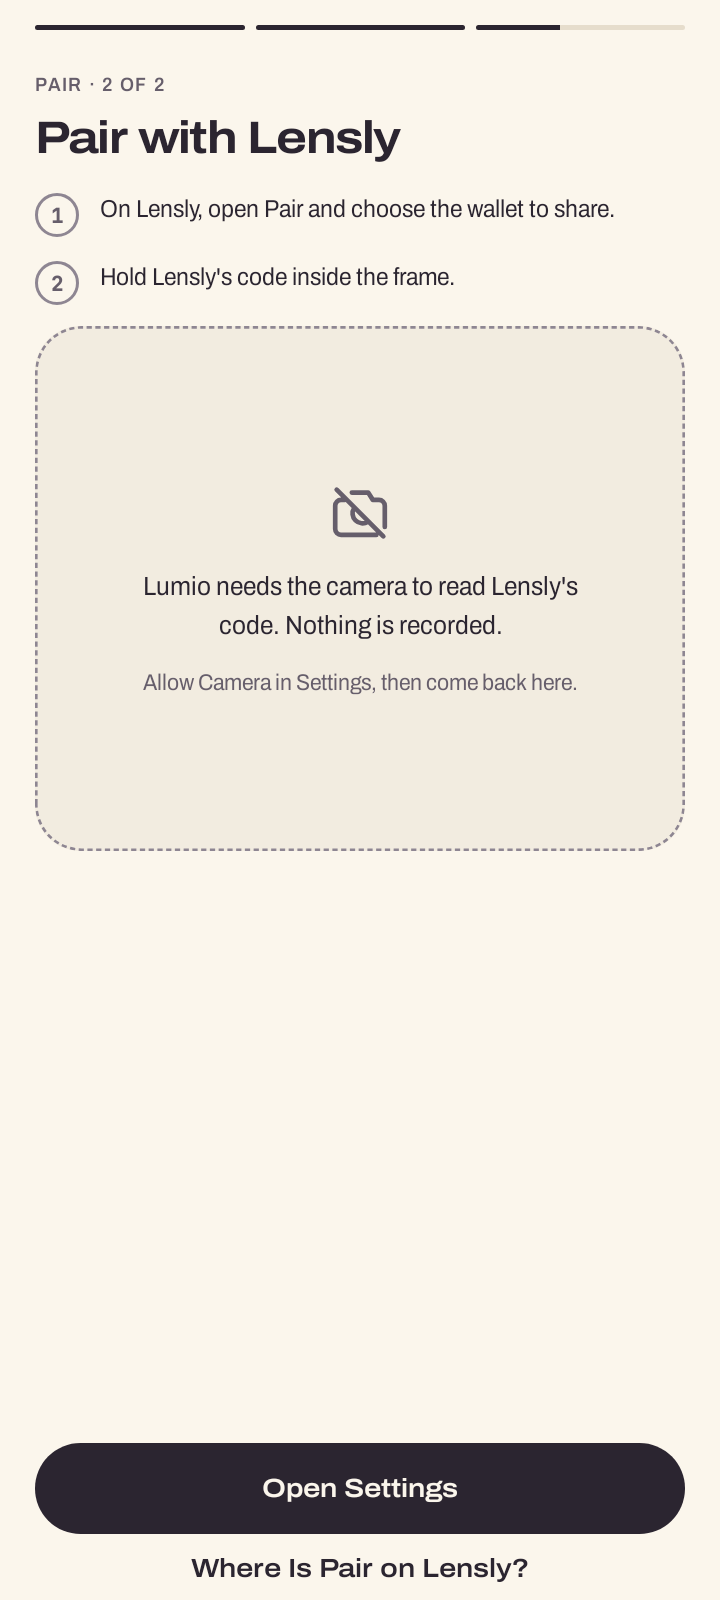 PAIR · 2 OF 2
Pair with Lensly
1 On Lensly, open Pair and choose the wallet to share.
2 Hold Lensly's code inside the frame.
Lumio needs the camera to read Lensly's
code. Nothing is recorded.
Allow Camera in Settings, then come back here.
Open Settings
Where Is Pair on Lensly?